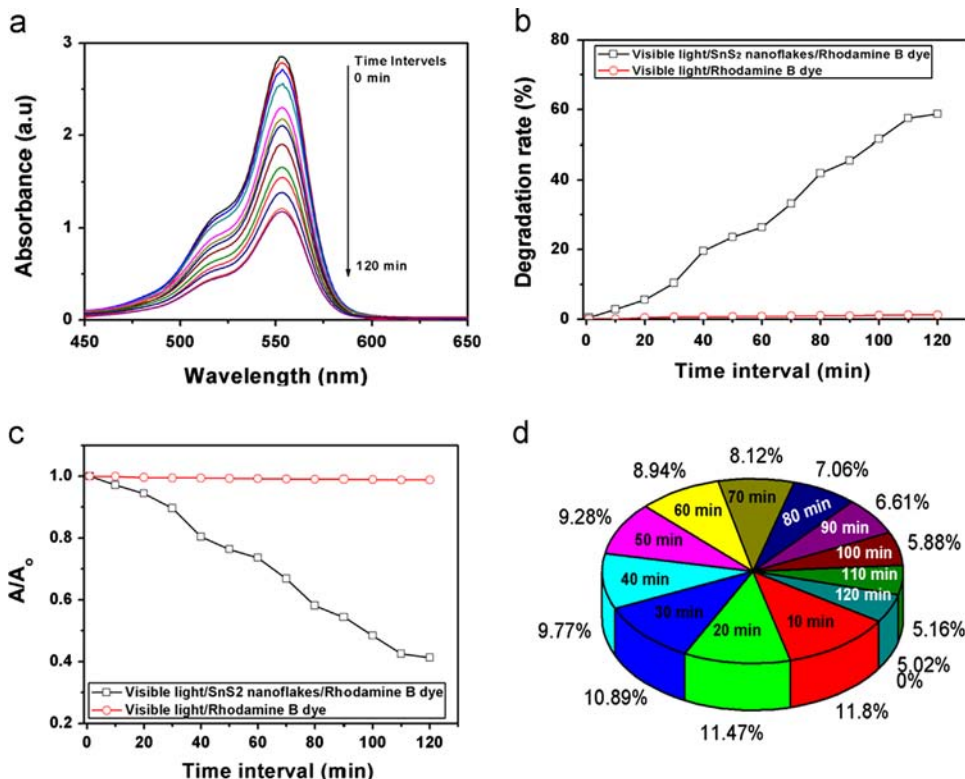 a
3
2
1
0
Absorbance (a.u)
Time Intervals
0 min
120 min
450 500 550 600 650
Wavelength (nm)
b
80
60
40
20
0
Degradation rate (%)
Visible light/SnS₂ nanoflakes/Rhodamine B dye
Visible light/Rhodamine B dye
0 20 40 60 80 100 120
Time interval (min)
c
1.0
0.8
0.6
0.4
0.2
A/A₀
Visible light/SnS2 nanoflakes/Rhodamine B dye
Visible light/Rhodamine B dye
0 20 40 60 80 100 120
Time interval (min)
d
8.94% 8.12% 7.06%
9.28% 6.61%
5.88%
9.77% 5.16%
5.02%
0%
10.89% 11.47% 11.8%
60 min 70 min 80 min
50 min 90 min
100 min
40 min 110 min
120 min
30 min 20 min 10 min